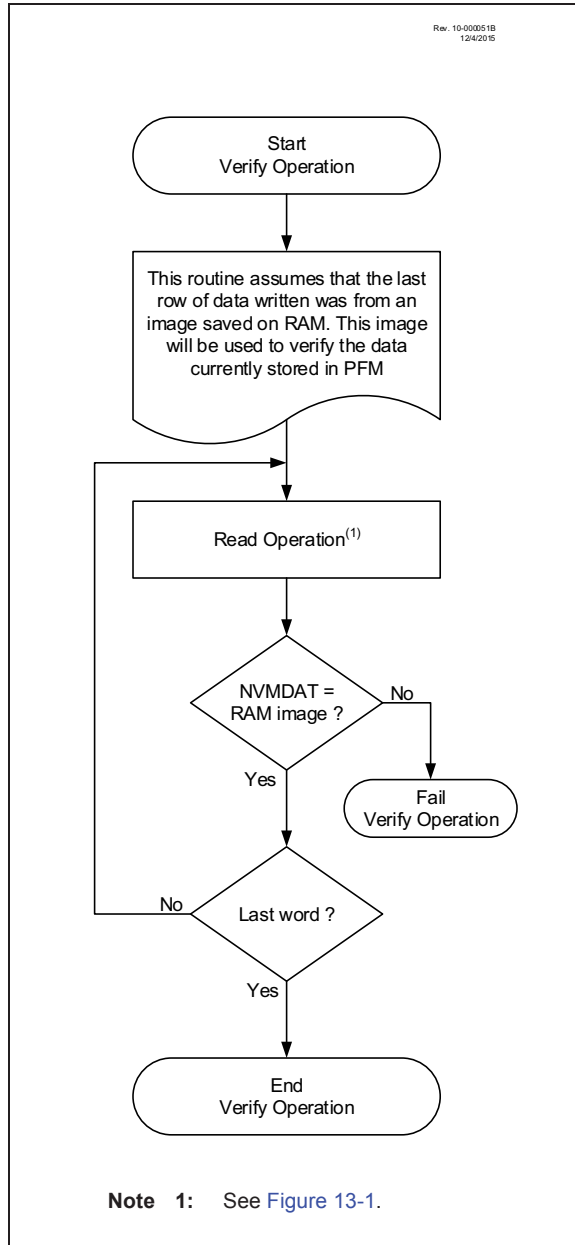 Rev. 10-000051B
12/4/2015
Start
Verify Operation
This routine assumes that the last
row of data written was from an
image saved on RAM. This image
will be used to verify the data
currently stored in PFM
Read Operation(1)
NVMDAT =
RAM image ?
No
Yes
Fail
Verify Operation
Last word ?
No
Yes
End
Verify Operation
Note 1: See Figure 13-1.